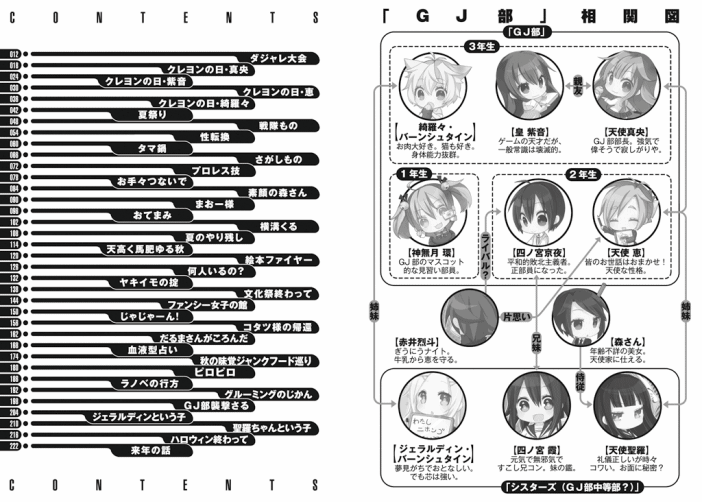 CONTENTS
012 ダジャレ大会
018 クレヨンの日・真央
024 クレヨンの日・紫音
030 クレヨンの日・恵
036 クレヨンの日・綺羅々
042 夏祭り
048 戦隊もの
054 性転換
060 タマ鍋
066 さがしもの
072 プロレス技
078 お手々つないで
084 素顔の森さん
090 まおー様
096 おてまみ
102 横溝くる
108 夏のやり残し
114 天高く馬肥ゆる秋
120 絵本ファイヤー
126 何人いるの?
132 ヤキイモの掟
138 文化祭終わって
144 ファンシー女子の館
150 じゃじゃーん!
156 コタツ様の帰還
162 だるまさんがころんだ
168 血液型占い
174 秋の味覚ジャンクフード巡り
180 ピロピロ
186 ラノベの行方
192 グルーミングのじかん
198 GJ部襲撃さる
204 ジェラルディンという子
210 聖羅ちゃんという子
216 ハロウィン終わって
222 来年の話
CONTENTS
「GJ部」相関図
「GJ部」
3年生
【綺羅々・
バーンシュタイン】
お肉大好き。猫も好き。
身体能力抜群。
【皇 紫音】
ゲームの天才だが、
一般常識は壊滅的。
親友
【天使真央】
GJ部部長。強気で
偉そうで寂しがりや。
1年生
【神無月 環】
GJ部のマスコット
的な見習い部員。
2年生
【四ノ宮京夜】
平和的敗北主義者。
正部員になった。
【天使 恵】
皆のお世話はおまかせ!
天使な性格。
ライバル?
姉妹
【赤井烈斗】
ぎうにうナイト。
牛乳から恵を守る。
片思い
兄妹
【森さん】
年齢不詳の美女。
天使家に仕える。
姉妹
侍従
わたし
ニホンゴ
【ジェラルディン・
バーンシュタイン】
夢見がちでおとなしい。
でも芯は強い。
【四ノ宮 霞】
元気で無邪気で
すこし兄コン。妹の鑑。
【天使聖羅】
礼儀正しいが時々
コワい。お面に秘密?
「シスターズ(GJ部中等部?)」